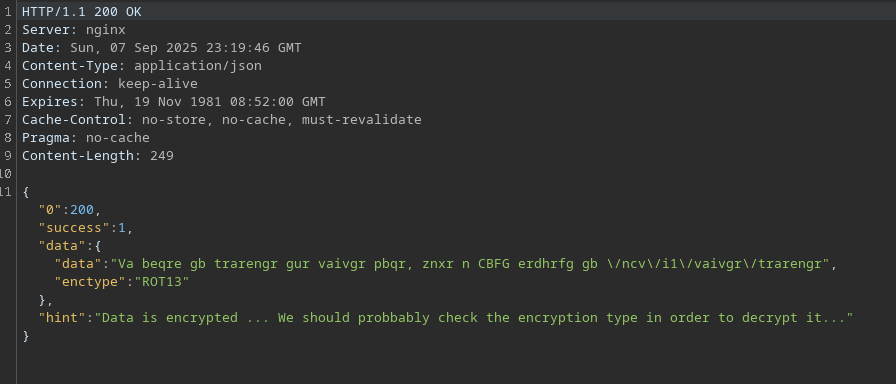 1 HTTP/1.1 200 OK
2 Server: nginx
3 Date: Sun, 07 Sep 2025 23:19:46 GMT
4 Content-Type: application/json
5 Connection: keep-alive
6 Expires: Thu, 19 Nov 1981 08:52:00 GMT
7 Cache-Control: no-store, no-cache, must-revalidate
8 Pragma: no-cache
9 Content-Length: 249
10
11 {
"0":200,
"success":1,
"data":{
"data":"Va beqre gb trarengr gur vaivgr pbqr, znxr n CBFG erdhrfg gb \/ncv\/i1\/vaivgr\/trarengr",
"enctype":"ROT13"
},
"hint":"Data is encrypted ... We should probbably check the encryption type in order to decrypt it..."
}